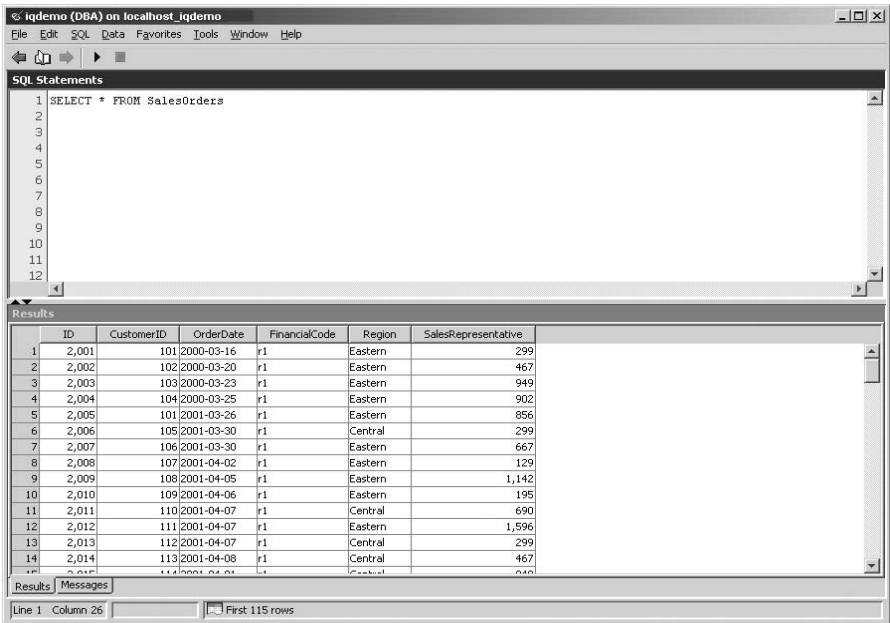 iqdemo (DBA) on localhost_iqdemo
File Edit SQL Data Favorites Tools Window Help
SQL Statements
1 SELECT * FROM SalesOrders
2
3
4
5
6
7
8
9
10
11
12
Results
ID CustomerID OrderDate FinancialCode Region SalesRepresentative
1 2,001 101 2000-03-16 r1 Eastern 299
2 2,002 102 2000-03-20 r1 Eastern 467
3 2,003 103 2000-03-23 r1 Eastern 949
4 2,004 104 2000-03-25 r1 Eastern 902
5 2,005 101 2001-03-26 r1 Eastern 856
6 2,006 105 2001-03-30 r1 Central 299
7 2,007 106 2001-03-30 r1 Eastern 667
8 2,008 107 2001-04-02 r1 Eastern 129
9 2,009 108 2001-04-05 r1 Eastern 1,142
10 2,010 109 2001-04-06 r1 Eastern 195
11 2,011 110 2001-04-07 r1 Central 690
12 2,012 111 2001-04-07 r1 Eastern 1,596
13 2,013 112 2001-04-07 r1 Central 299
14 2,014 113 2001-04-08 r1 Central 467
Results Messages
Line 1 Column 26 First 115 rows